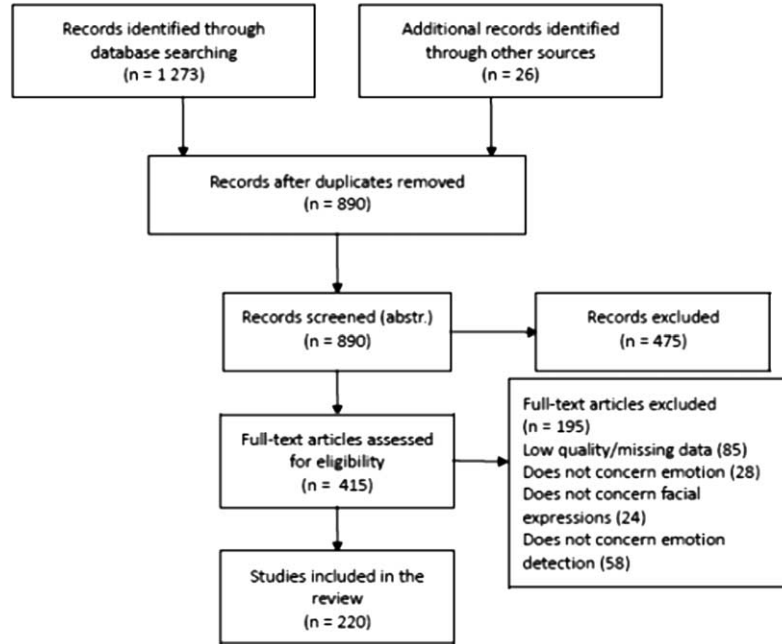 Records identified through
database searching
(n = 1 273)
Additional records identified
through other sources
(n = 26)
Records after duplicates removed
(n = 890)
Records screened (abstr.)
(n = 890)
Records excluded
(n = 475)
Full-text articles assessed
for eligibility
(n = 415)
Full-text articles excluded
(n = 195)
Low quality/missing data (85)
Does not concern emotion (28)
Does not concern facial
expressions (24)
Does not concern emotion
detection (58)
Studies included in the
review
(n = 220)